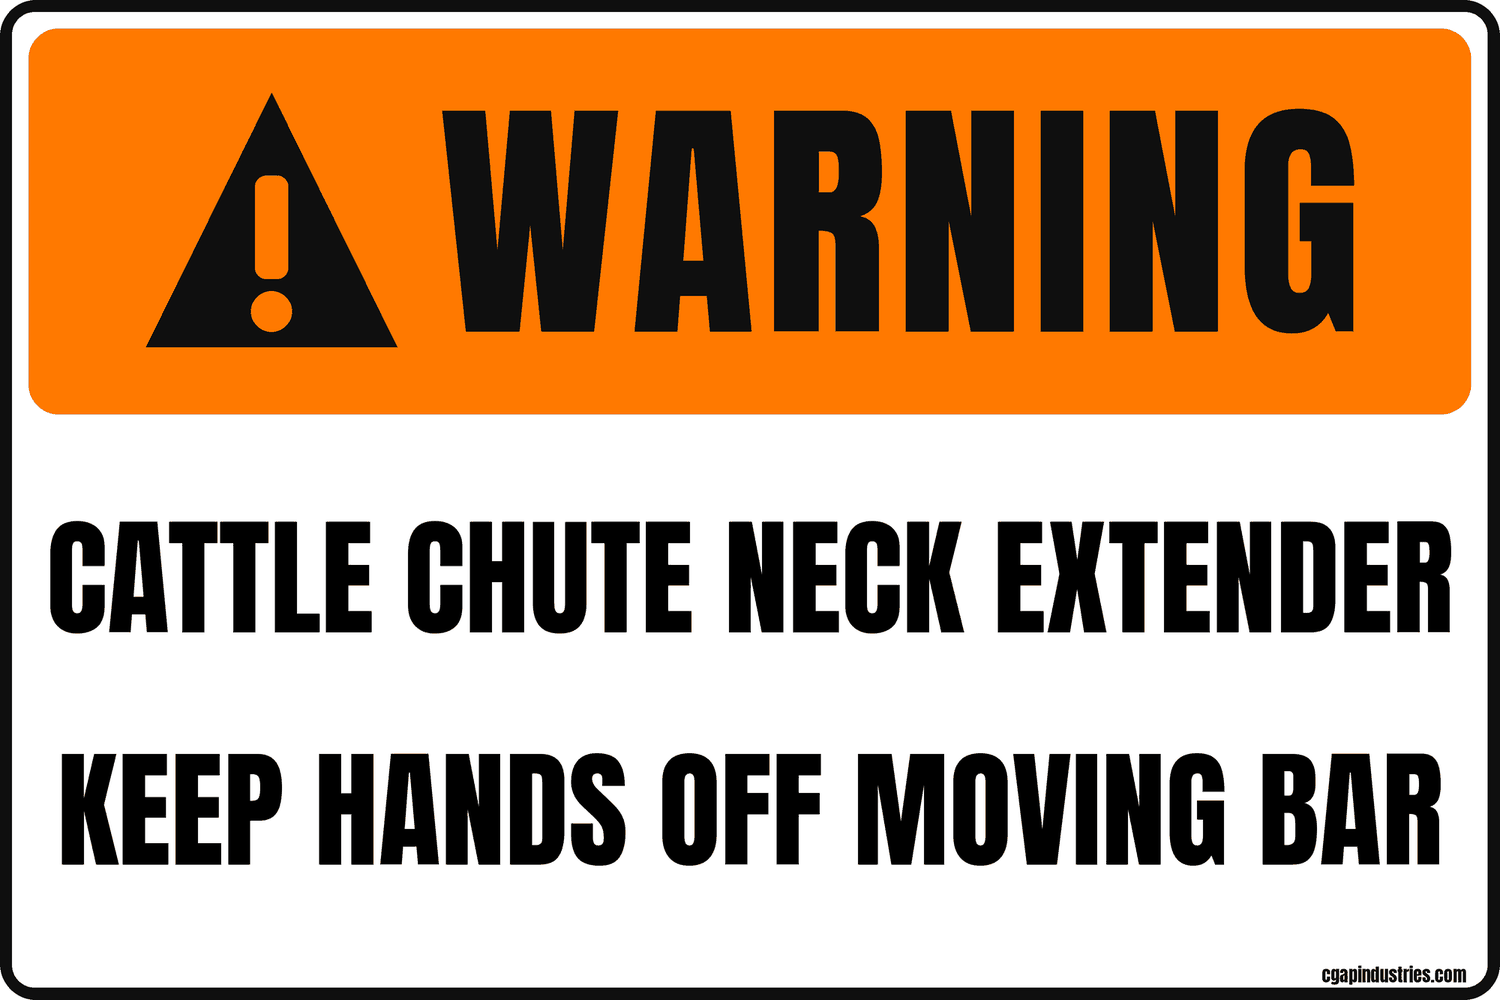 WARNING
CATTLE CHUTE NECK EXTENDER
KEEP HANDS OFF MOVING BAR
cgapindustries.com